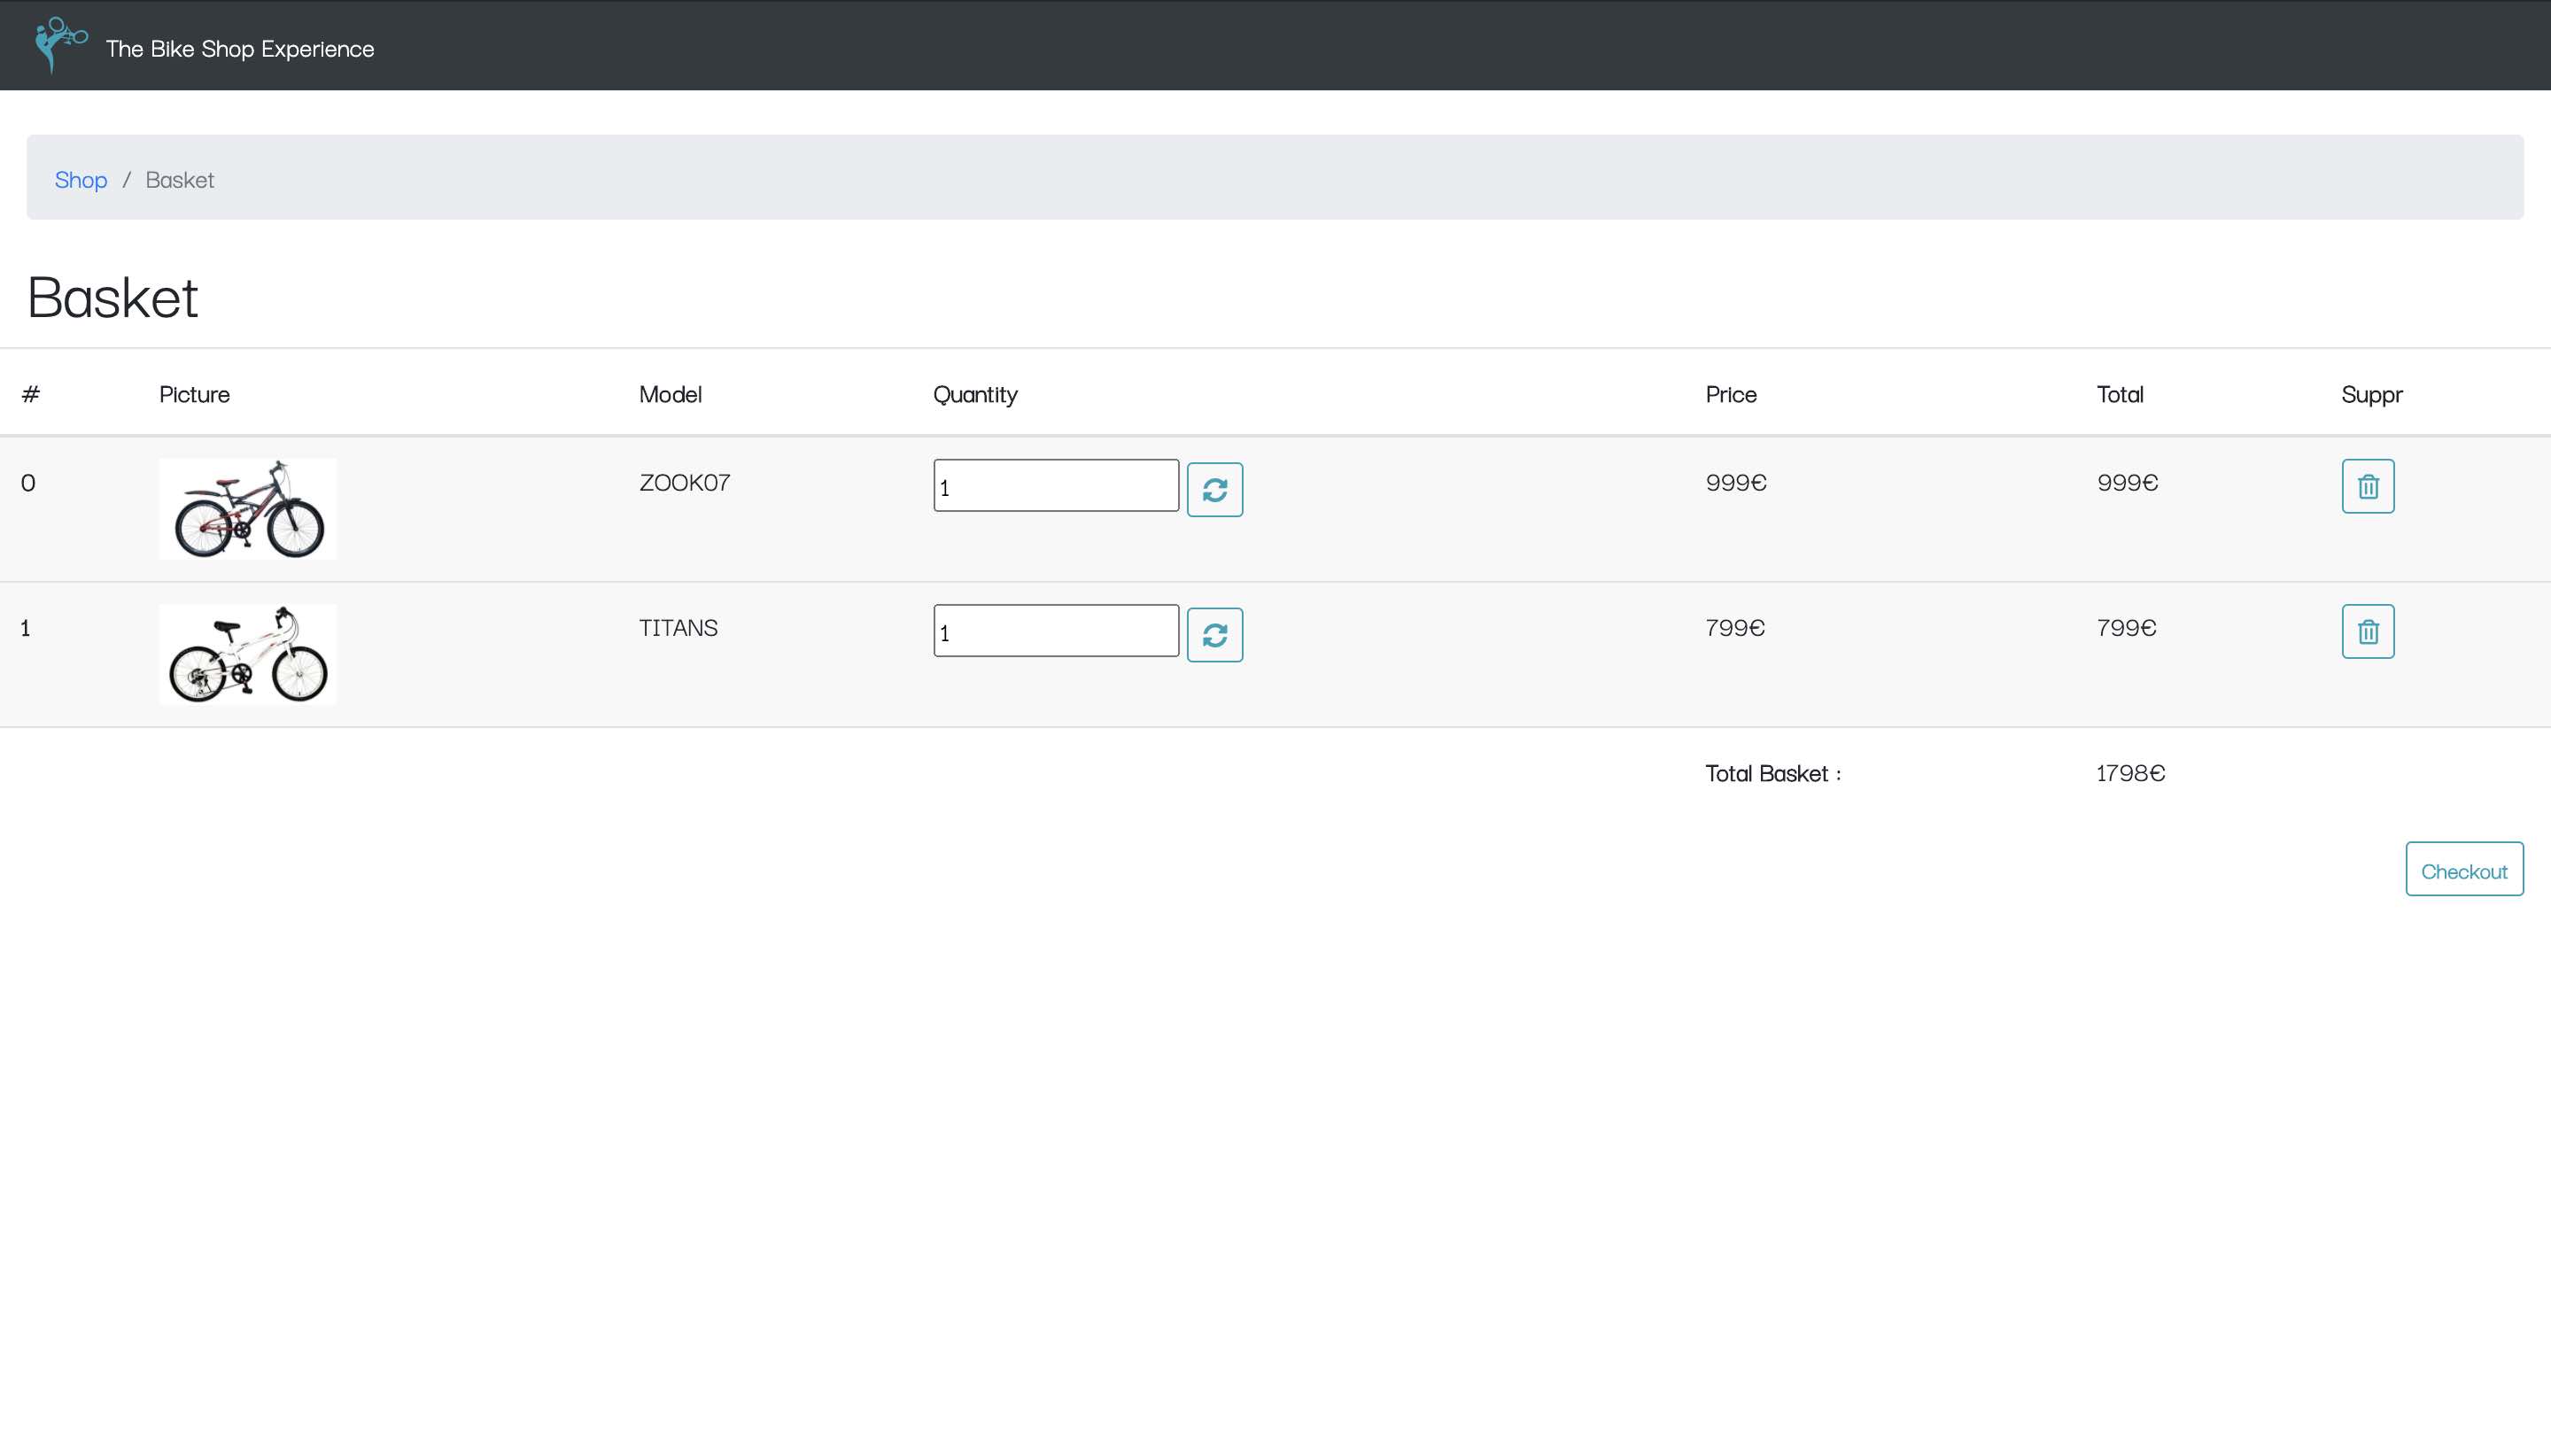 The Bike Shop Experience
Shop / Basket
Basket
# Picture Model Quantity Price Total Suppr
0 ZOOK07 1 999€ 999€
1 TITANS 1 799€ 799€
Total Basket : 1798€
Checkout